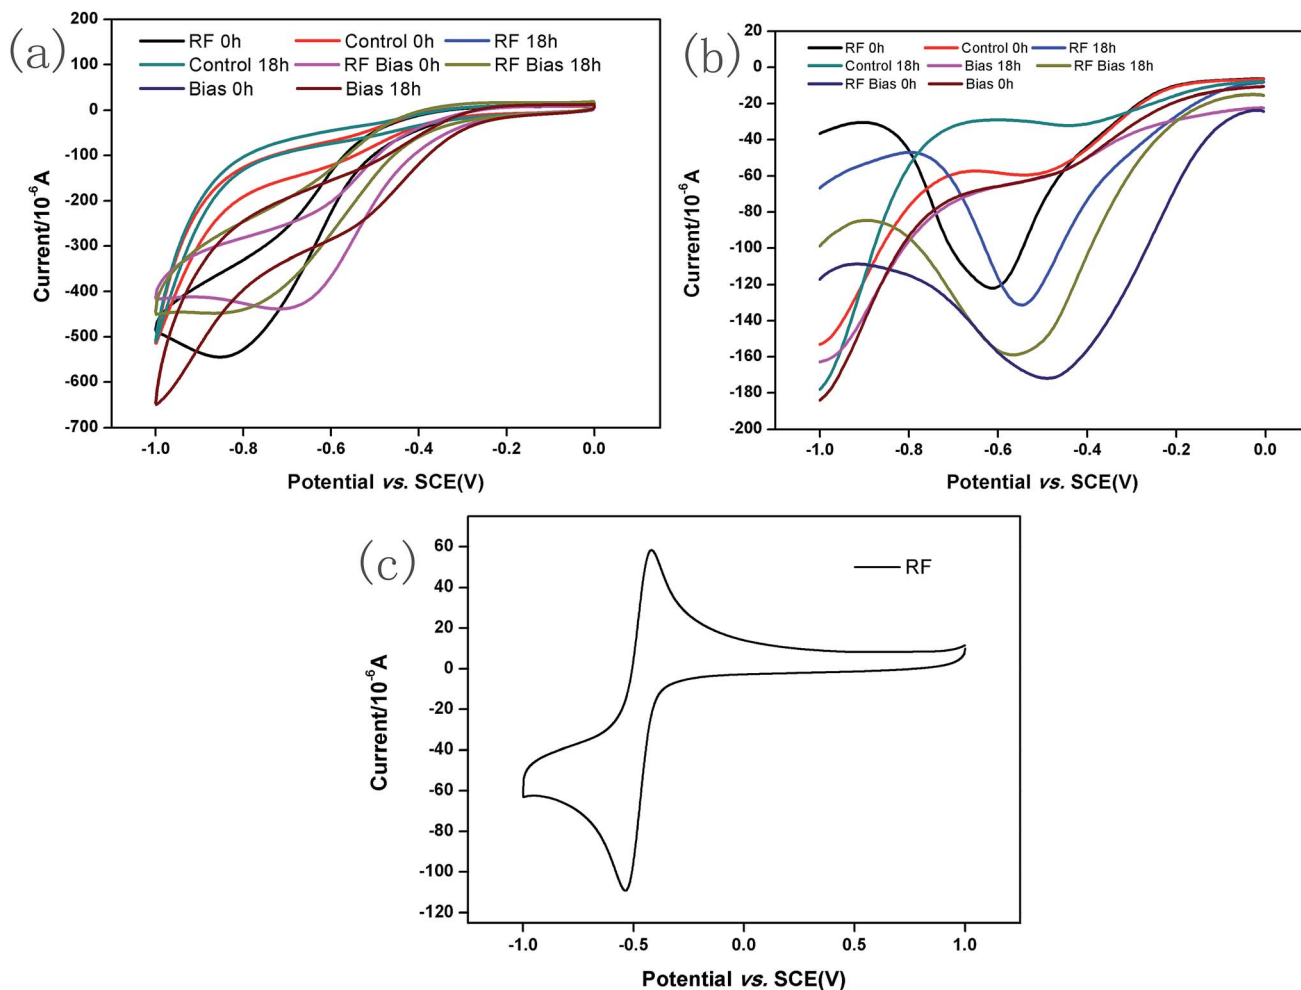 (a)
RF 0h Control 0h RF 18h
Control 18h RF Bias 0h RF Bias 18h
Bias 0h Bias 18h
200
100
0
-100
-200
-300
-400
-500
-600
-700
Current/10⁻⁶A
-1.0 -0.8 -0.6 -0.4 -0.2 0.0
Potential vs. SCE(V)
(b)
RF 0h Control 0h RF 18h
Control 18h Bias 18h RF Bias 18h
RF Bias 0h Bias 0h
20
0
-20
-40
-60
-80
-100
-120
-140
-160
-180
-200
Current/10⁻⁶A
-1.0 -0.8 -0.6 -0.4 -0.2 0.0
Potential vs. SCE(V)
(c)
RF
60
40
20
0
-20
-40
-60
-80
-100
-120
Current/10⁻⁶A
-1.0 -0.5 0.0 0.5 1.0
Potential vs. SCE(V)